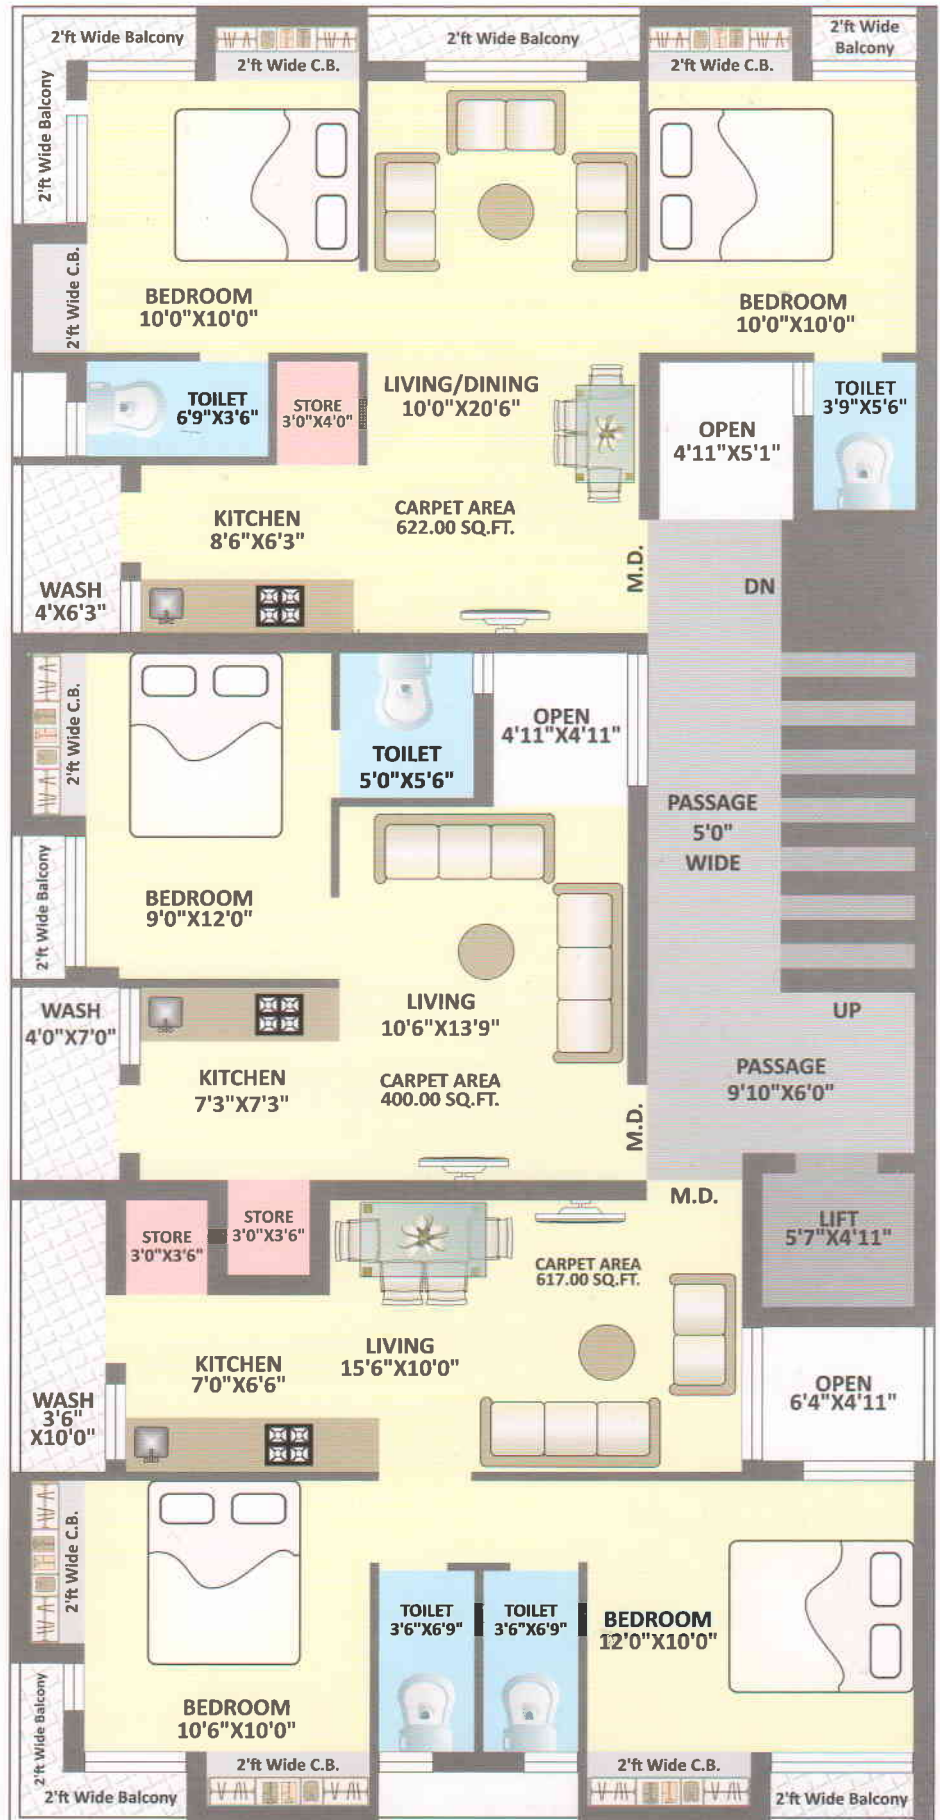 2'ft Wide Balcony
2'ft Wide Balcony
2'ft Wide
Balcony
2'ft Wide C.B.
2'ft Wide C.B.
2'ft Wide Balcony
2'ft Wide C.B.
BEDROOM
10'0"X10'0"
BEDROOM
10'0"X10'0"
TOILET
6'9"X3'6"
STORE
3'0"X4'0"
LIVING/DINING
10'0"X20'6"
OPEN
4'11"X5'1"
TOILET
3'9"X5'6"
KITCHEN
8'6"X6'3"
CARPET AREA
622.00 SQ.FT.
WASH
4'X6'3"
M.D.
DN
2'ft Wide C.B.
TOILET
5'0"X5'6"
OPEN
4'11"X4'11"
PASSAGE
5'0"
WIDE
BEDROOM
9'0"X12'0"
2'ft Wide Balcony
WASH
4'0"X7'0"
LIVING
10'6"X13'9"
UP
KITCHEN
7'3"X7'3"
CARPET AREA
400.00 SQ.FT.
PASSAGE
9'10"X6'0"
M.D.
M.D.
STORE
3'0"X3'6"
STORE
3'0"X3'6"
LIFT
5'7"X4'11"
CARPET AREA
617.00 SQ.FT.
LIVING
15'6"X10'0"
KITCHEN
7'0"X6'6"
OPEN
6'4"X4'11"
WASH
3'6"
X10'0"
2'ft Wide C.B.
TOILET
3'6"X6'9"
TOILET
3'6"X6'9"
BEDROOM
12'0"X10'0"
BEDROOM
10'6"X10'0"
2'ft Wide Balcony
2'ft Wide C.B.
2'ft Wide C.B.
2'ft Wide Balcony
2'ft Wide Balcony